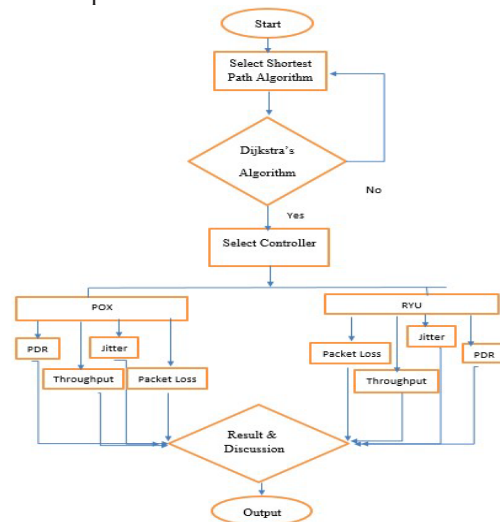 Start
Select Shortest
Path Algorithm
Dijkstra's
Algorithm
No
Yes
Select Controller
POX
RYU
PDR
Jitter
Throughput
Packet Loss
Packet Loss
Jitter
Throughput
PDR
Result &
Discussion
Output